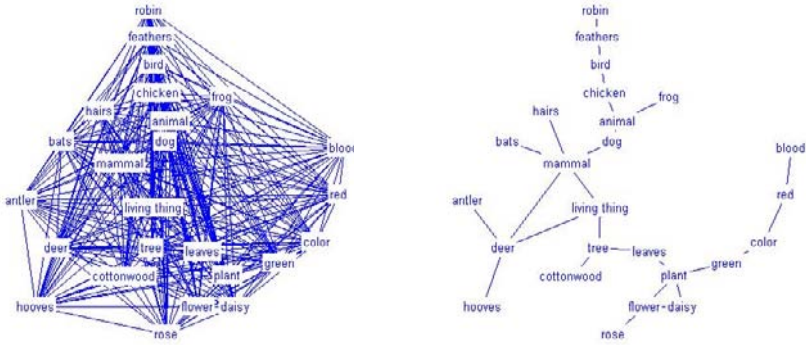 robin
feathers
bird
chicken
frog
hairs
animal
bats
dog
blood
mammal
antler
red
living thing
deer
tree
leaves
color
green
cottonwood
plant
hooves
flower-daisy
rose
robin
feathers
bird
chicken
frog
hairs
animal
bats
dog
blood
mammal
red
antler
living thing
color
deer
tree
leaves
green
cottonwood
plant
hooves
flower-daisy
rose